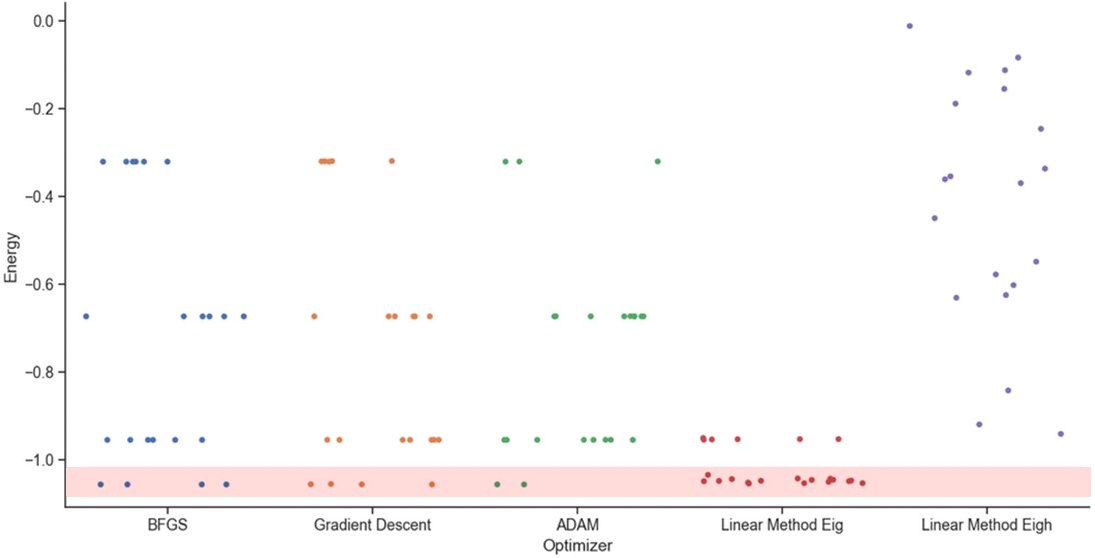 0.0
−0.2
−0.4
−0.6
−0.8
−1.0
Energy
BFGS Gradient Descent ADAM Linear Method Eig Linear Method Eigh
Optimizer